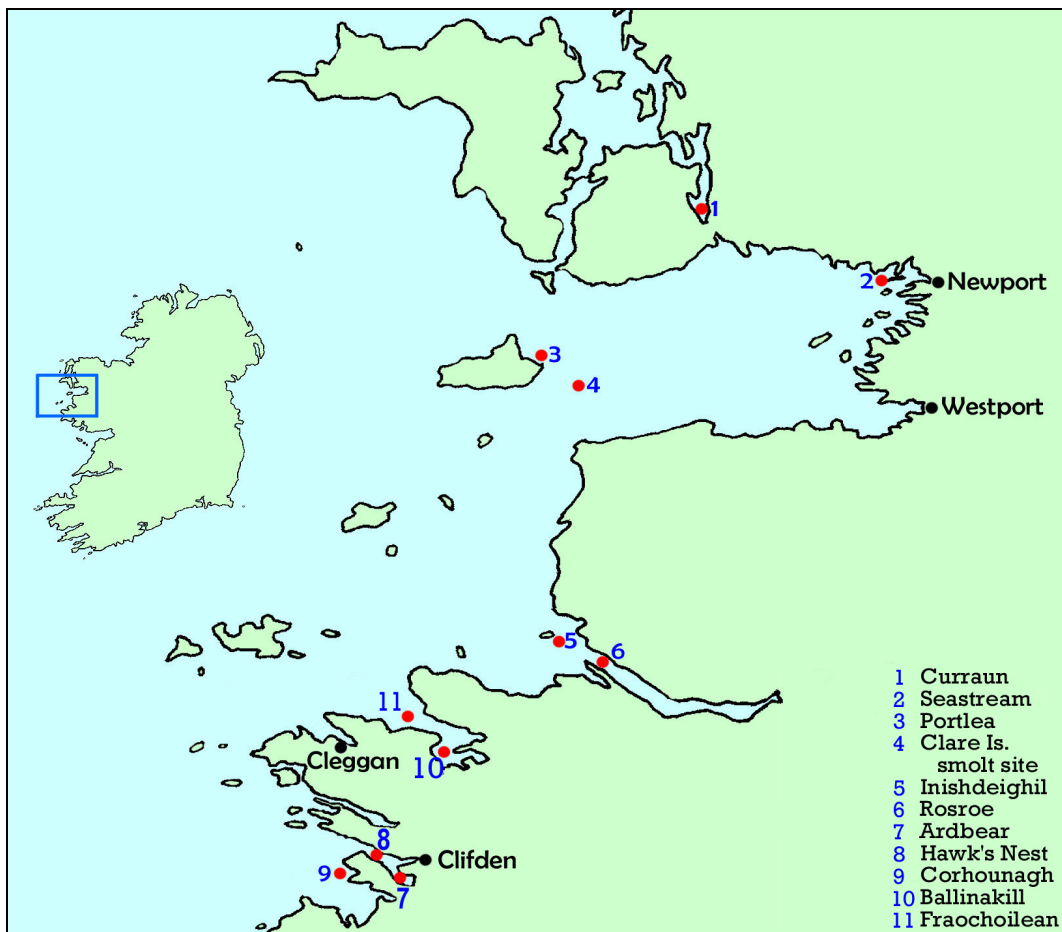 1
2
Newport
3
4
Westport
5
6
11
Cleggan
10
8
Clifden
9
7
1 Curraun
2 Seastream
3 Portlea
4 Clare Is.
smolt site
5 Inishdeighil
6 Rosroe
7 Ardbear
8 Hawk's Nest
9 Corhounagh
10 Ballinakill
11 Fraochoilean